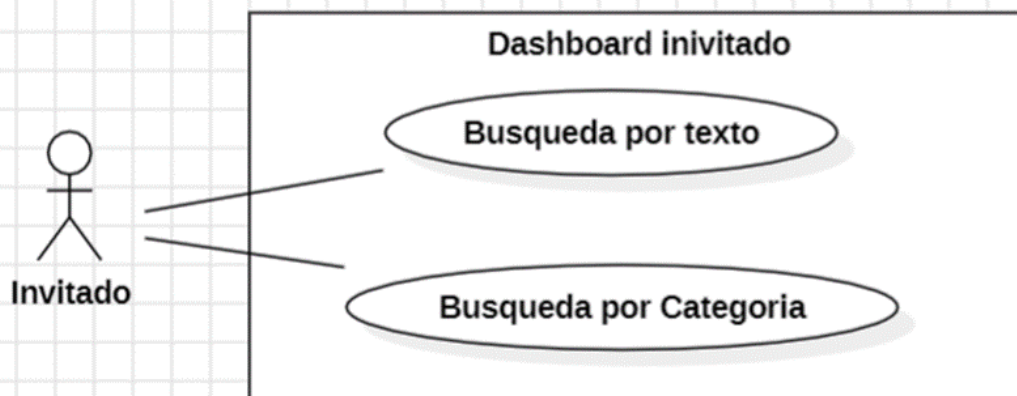 Dashboard inivitado
Busqueda por texto
Invitado
Busqueda por Categoria